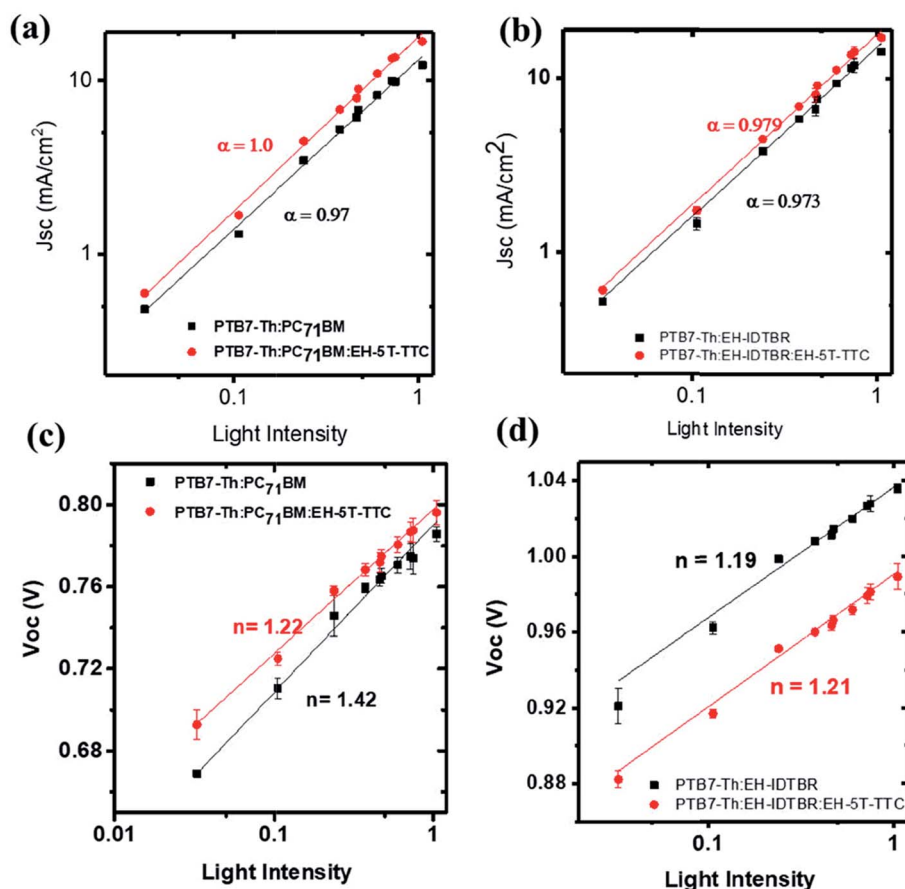 (a)
10
1
Jsc (mA/cm²)
α = 1.0
α = 0.97
PTB7-Th:PC71BM
PTB7-Th:PC71BM:EH-5T-TTC
0.1
1
Light Intensity
(b)
10
1
Jsc (mA/cm²)
α = 0.979
α = 0.973
PTB7-Th:EH-IDTBR
PTB7-Th:EH-IDTBR:EH-5T-TTC
0.1
1
Light Intensity
(c)
PTB7-Th:PC71BM
PTB7-Th:PC71BM:EH-5T-TTC
0.80
0.76
0.72
0.68
Voc (V)
n= 1.22
n= 1.42
0.01
0.1
1
Light Intensity
(d)
1.04
1.00
0.96
0.92
0.88
Voc (V)
n = 1.19
n = 1.21
PTB7-Th:EH-IDTBR
PTB7-Th:EH-IDTBR:EH-5T-TTC
0.1
1
Light Intensity